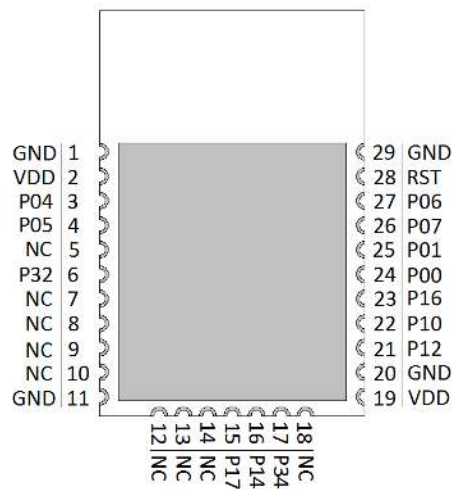 GND 1
VDD 2
P04 3
P05 4
NC 5
P32 6
NC 7
NC 8
NC 9
NC 10
GND 11
12 NC
13 NC
14 NC
15 P17
16 P14
17 P34
18 NC
29 GND
28 RST
27 P06
26 P07
25 P01
24 P00
23 P16
22 P10
21 P12
20 GND
19 VDD